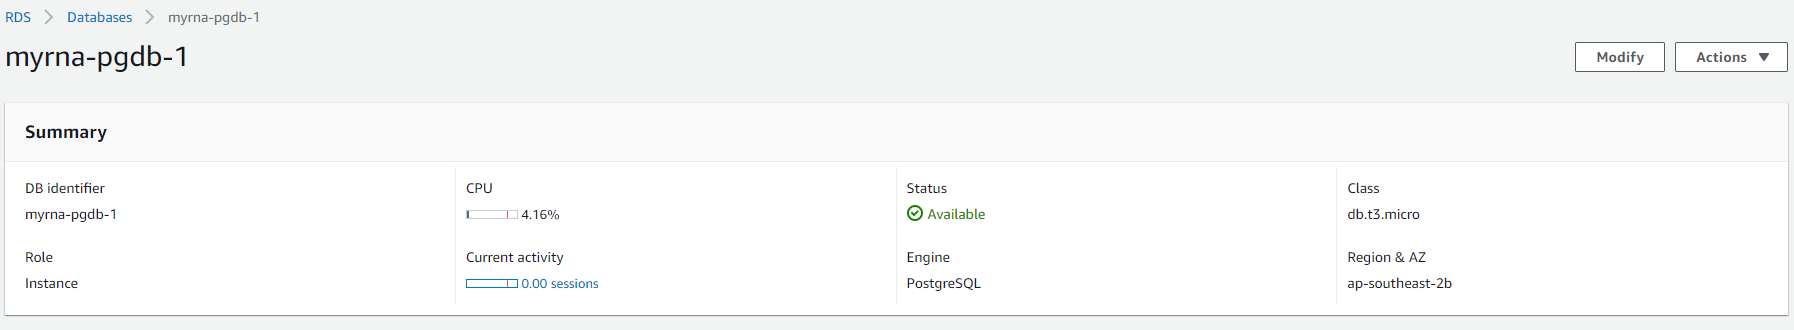 RDS > Databases > myrna-pgdb-1
myrna-pgdb-1
Modify
Actions
Summary
DB identifier
myrna-pgdb-1
CPU
4.16%
Status
Available
Class
db.t3.micro
Role
Instance
Current activity
0.00 sessions
Engine
PostgreSQL
Region & AZ
ap-southeast-2b